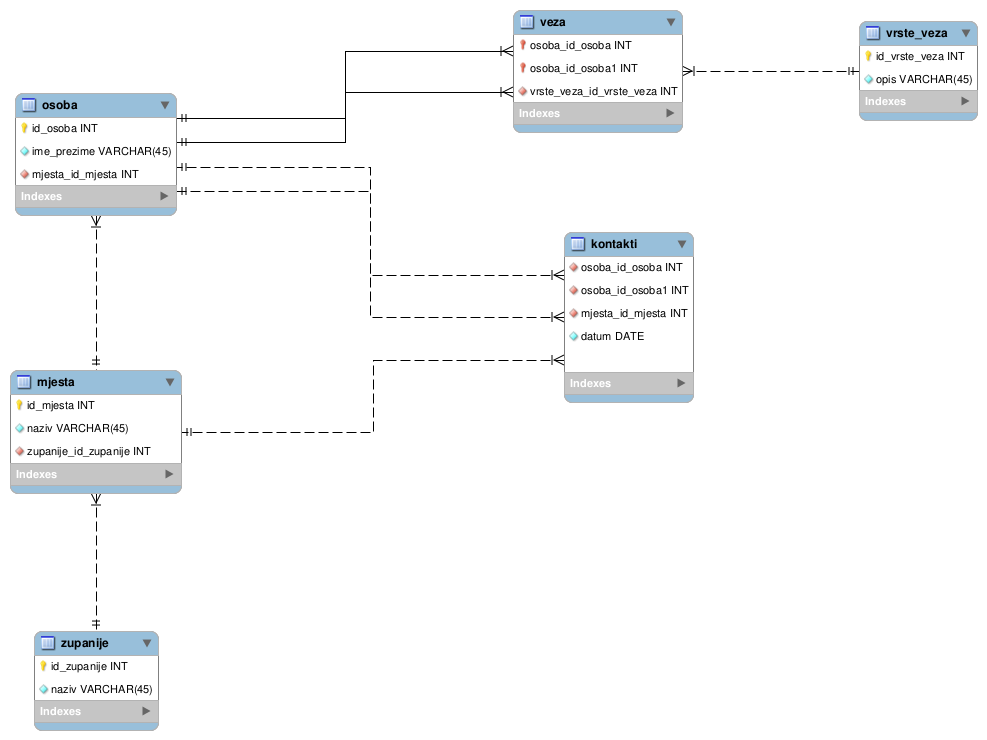 veza
osoba_id_osoba INT
osoba_id_osoba1 INT
vrste_veza_id_vrste_veza INT
Indexes
vrste_veza
id_vrste_veza INT
opis VARCHAR(45)
Indexes
osoba
id_osoba INT
ime_prezime VARCHAR(45)
mjesta_id_mjesta INT
Indexes
kontakti
osoba_id_osoba INT
osoba_id_osoba1 INT
mjesta_id_mjesta INT
datum DATE
Indexes
mjesta
id_mjesta INT
naziv VARCHAR(45)
zupanije_id_zupanije INT
Indexes
zupanije
id_zupanije INT
naziv VARCHAR(45)
Indexes